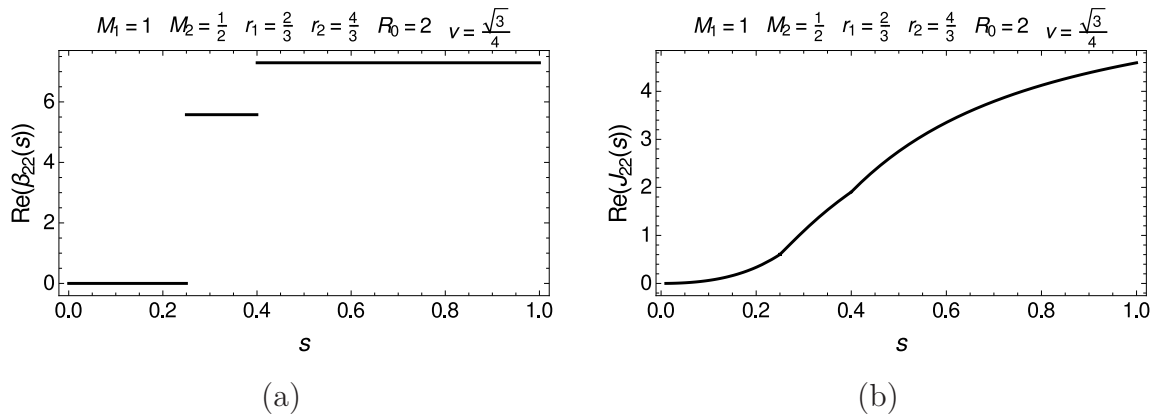 M₁=1 M₂=1/2 r₁=2/3 r₂=4/3 R₀=2 v=√3/4
Re(β₂₂(s))
6
4
2
0
0.0 0.2 0.4 0.6 0.8 1.0
s
(a)
M₁=1 M₂=1/2 r₁=2/3 r₂=4/3 R₀=2 v=√3/4
Re(J₂₂(s))
4
3
2
1
0
0.0 0.2 0.4 0.6 0.8 1.0
s
(b)